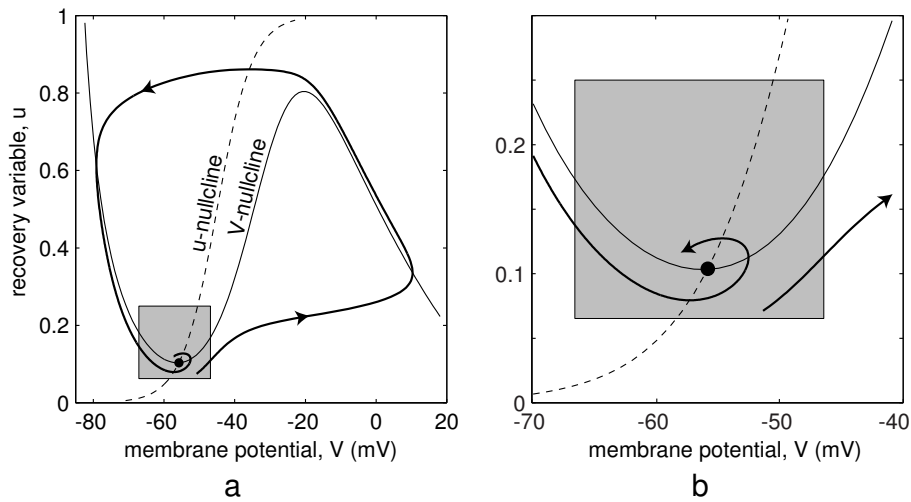 1
0.8
0.6
0.4
0.2
0
recovery variable, u
u-nullcline
V-nullcline
-80 -60 -40 -20 0 20
membrane potential, V (mV)
a
0.2
0.1
0
-70 -60 -50 -40
membrane potential, V (mV)
b